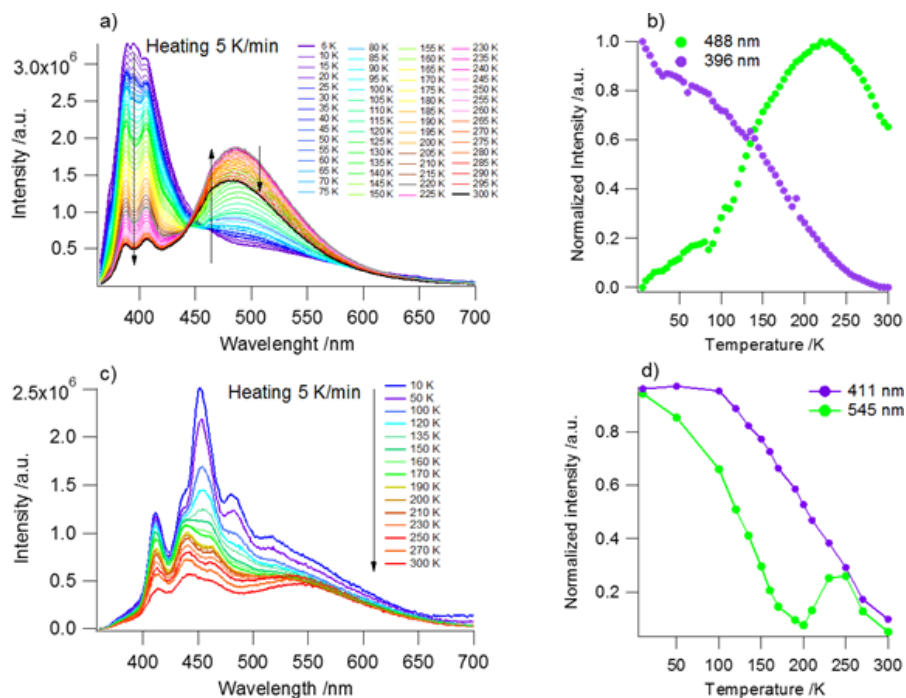 a)
Heating 5 K/min
3.0x10⁶
2.5
2.0
1.5
1.0
0.5
Intensity /a.u.
400 450 500 550 600 650 700
Wavelenght /nm
6 K 80 K 155 K 230 K
10 K 85 K 160 K 235 K
15 K 90 K 165 K 240 K
20 K 95 K 170 K 245 K
25 K 100 K 175 K 250 K
30 K 105 K 180 K 255 K
35 K 110 K 185 K 260 K
40 K 115 K 190 K 265 K
45 K 120 K 195 K 270 K
50 K 125 K 200 K 275 K
55 K 130 K 205 K 280 K
60 K 135 K 210 K 285 K
65 K 140 K 215 K 290 K
70 K 145 K 220 K 295 K
75 K 150 K 225 K 300 K
b)
488 nm
396 nm
1.0
0.8
0.6
0.4
0.2
0.0
Normalized Intensity /a.u.
50 100 150 200 250 300
Temperature /K
c)
Heating 5 K/min
2.5x10⁶
2.0
1.5
1.0
0.5
0.0
Intensity /a.u.
400 450 500 550 600 650 700
Wavelength /nm
10 K
50 K
100 K
120 K
135 K
150 K
160 K
170 K
190 K
200 K
210 K
230 K
250 K
270 K
300 K
d)
411 nm
545 nm
0.8
0.6
0.4
0.2
Normalized intensity /a.u.
50 100 150 200 250 300
Temperature /K